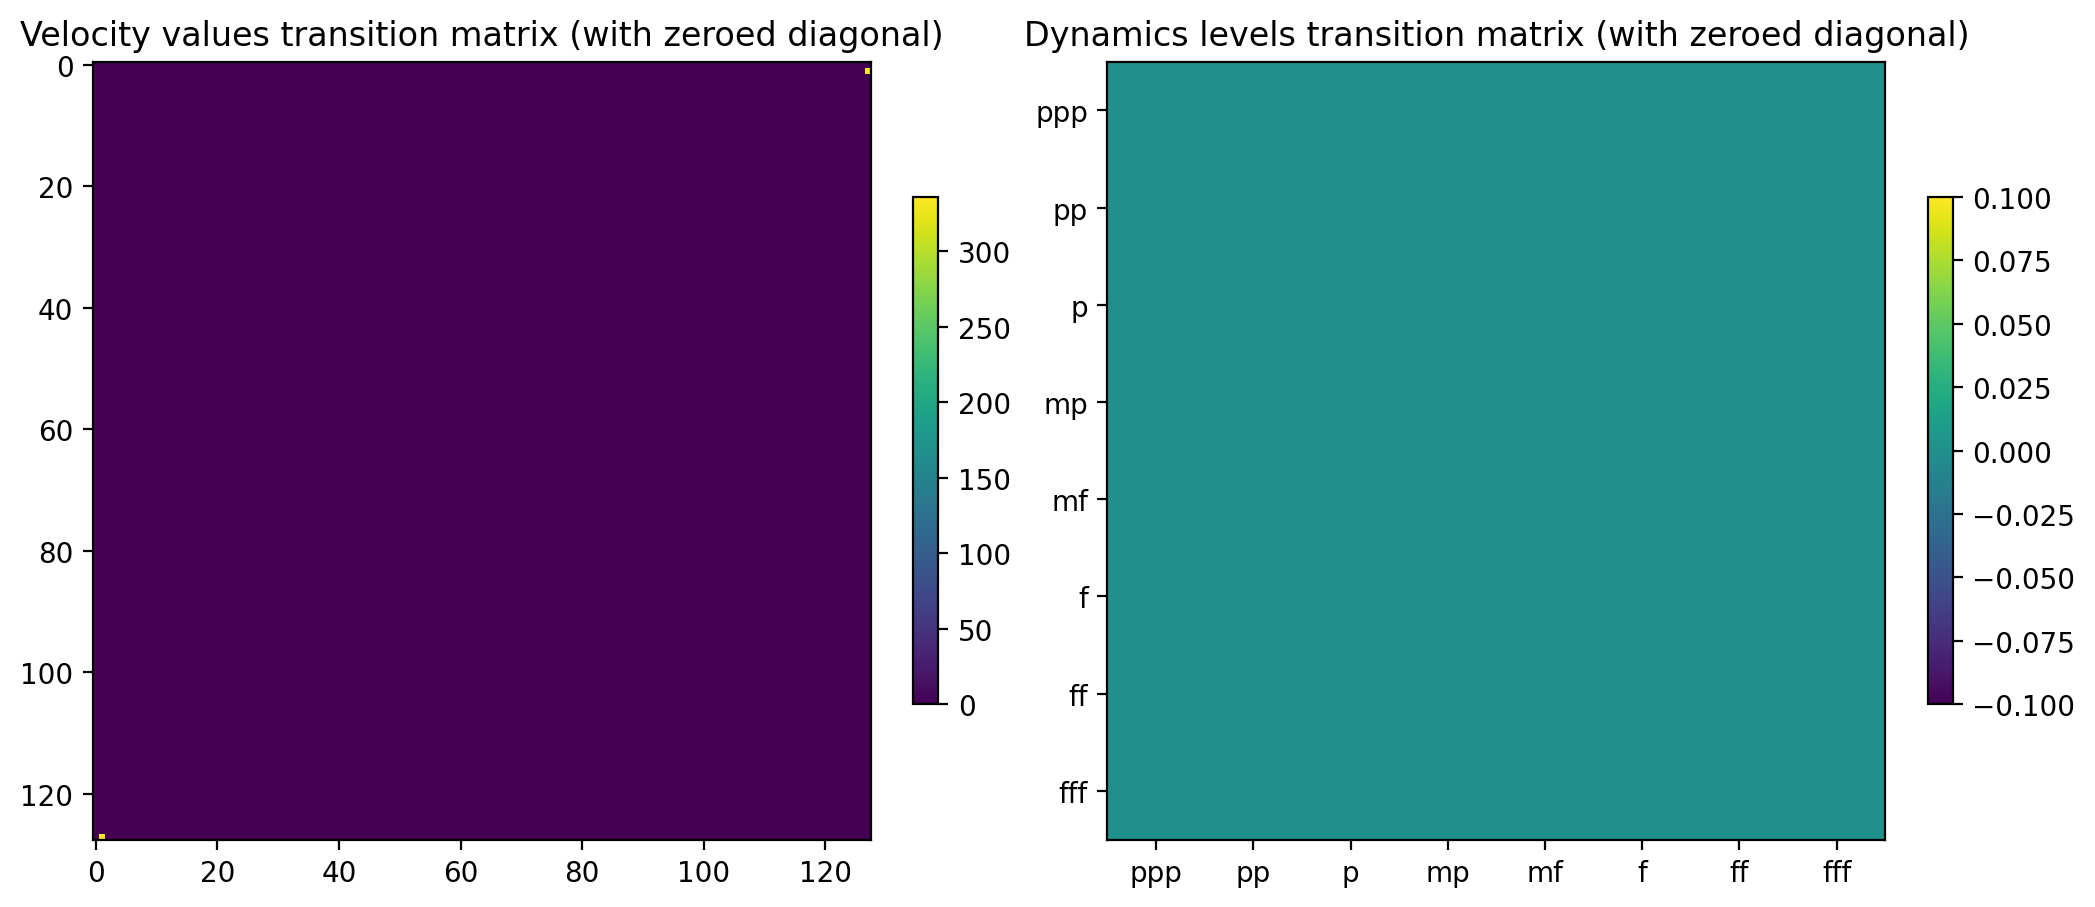 Velocity values transition matrix (with zeroed diagonal)
0
20
40
60
80
100
120
0 20 40 60 80 100 120
300
250
200
150
100
50
0
Dynamics levels transition matrix (with zeroed diagonal)
ppp
pp
p
mp
mf
f
ff
fff
ppp pp p mp mf f ff fff
0.100
0.075
0.050
0.025
0.000
−0.025
−0.050
−0.075
−0.100